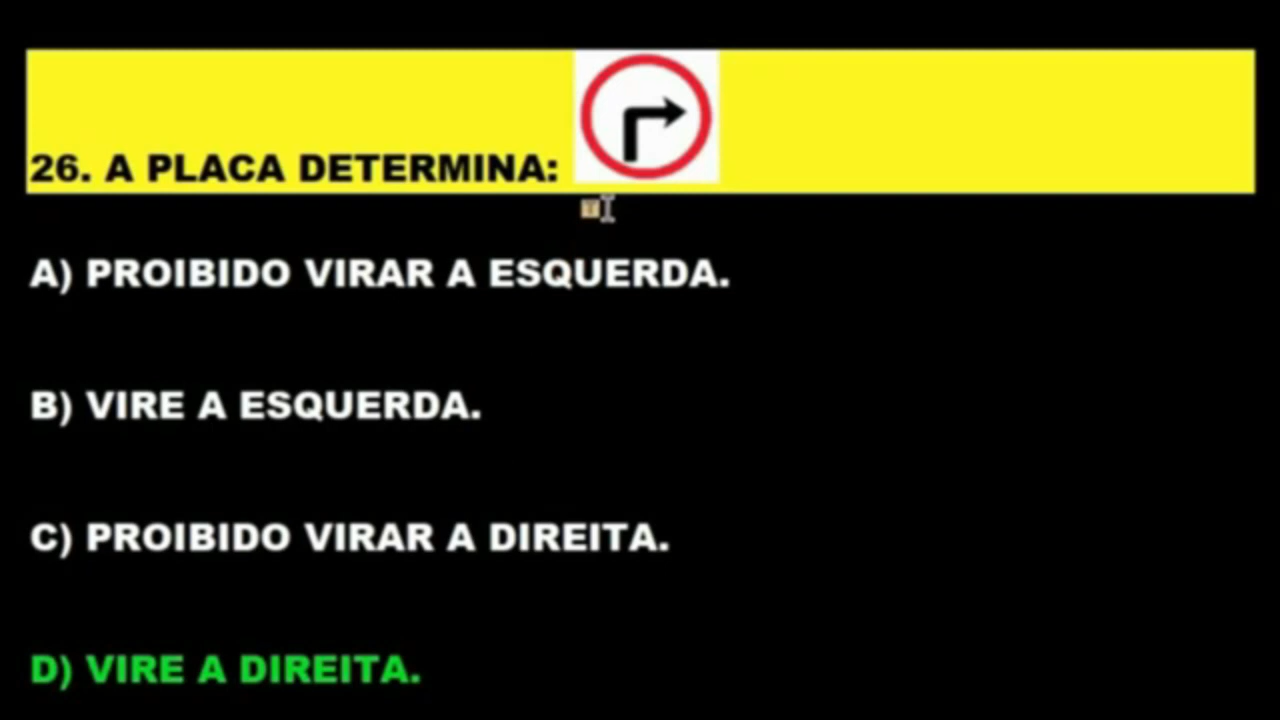 26. A PLACA DETERMINA:
A) PROIBIDO VIRAR A ESQUERDA.
B) VIRE A ESQUERDA.
C) PROIBIDO VIRAR A DIREITA.
D) VIRE A DIREITA.